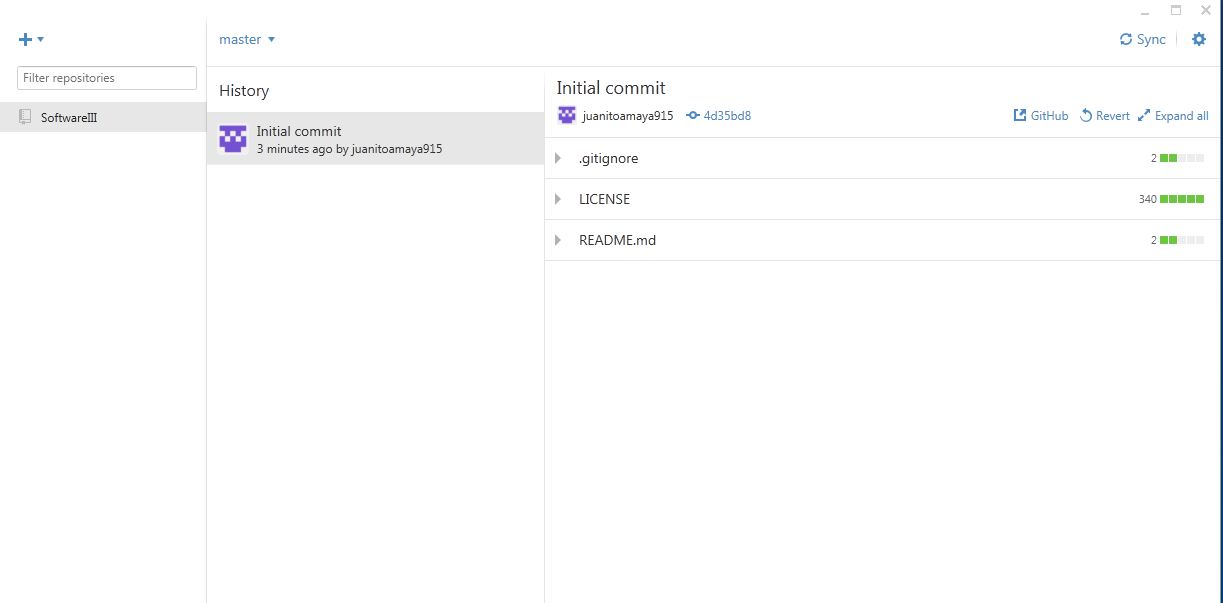 master
Sync
Filter repositories
SoftwareIII
History
Initial commit
3 minutes ago by juanitoamaya915
Initial commit
juanitoamaya915 4d35bd8
GitHub Revert Expand all
.gitignore 2
LICENSE 340
README.md 2